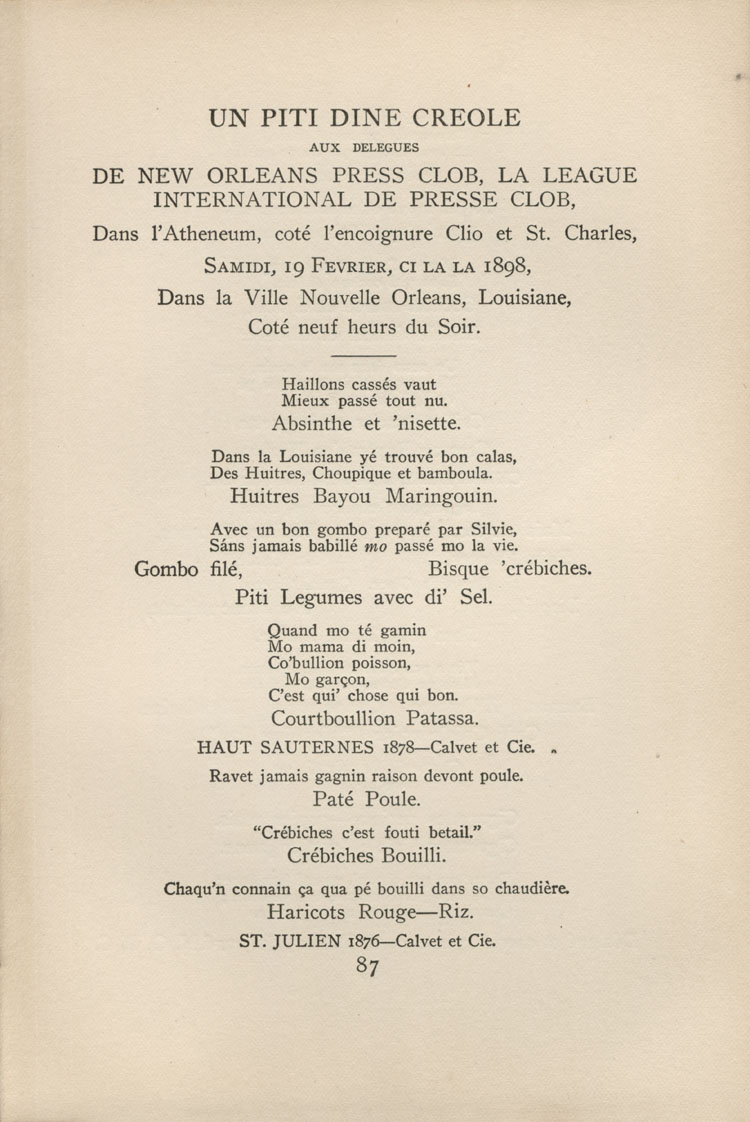 UN PITI DINE CREOLE
AUX DELEGUES
DE NEW ORLEANS PRESS CLOB, LA LEAGUE
INTERNATIONAL DE PRESSE CLOB,
Dans l'Atheneum, coté l'encoignure Clio et St. Charles,
SAMIDI, 19 FEVRIER, CI LA LA 1898,
Dans la Ville Nouvelle Orleans, Louisiane,
Coté neuf heurs du Soir.
Haillons cassés vaut
Mieux passé tout nu.
Absinthe et 'nisette.
Dans la Louisiane yé trouvé bon calas,
Des Huitres, Choupique et bamboula.
Huitres Bayou Maringouin.
Avec un bon gombo preparé par Silvie,
Sáns jamais babillé mo passé mo la vie.
Gombo filé, Bisque 'crébiches.
Piti Legumes avec di' Sel.
Quand mo té gamin
Mo mama di moin,
Co'bullion poisson,
Mo garçon,
C'est qui' chose qui bon.
Courtboullion Patassa.
HAUT SAUTERNES 1878—Calvet et Cie.
Ravet jamais gagnin raison devont poule.
Paté Poule.
"Crébiches c'est fouti betail."
Crébiches Bouilli.
Chaqu'n connain ça qua pé bouilli dans so chaudière.
Haricots Rouge—Riz.
ST. JULIEN 1876—Calvet et Cie.
87